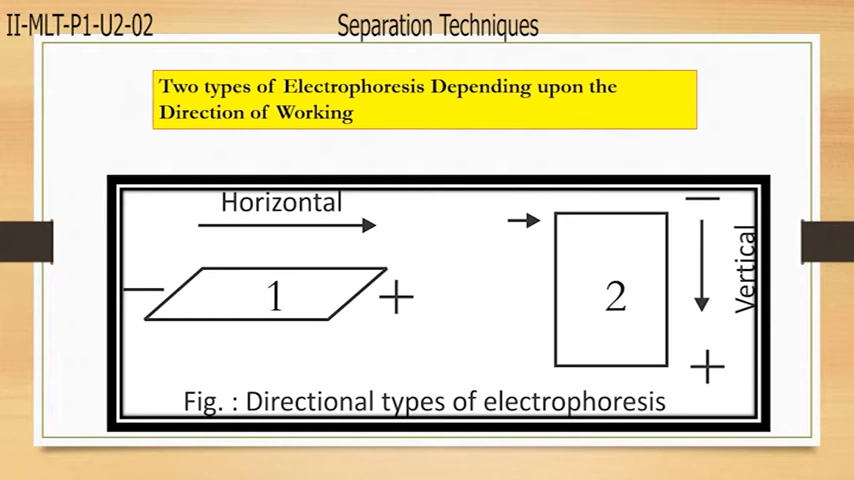 II-MLT-P1-U2-02
Separation Techniques
Two types of Electrophoresis Depending upon the
Direction of Working
Horizontal
−
1
+
2
−
Vertical
+
Fig. : Directional types of electrophoresis